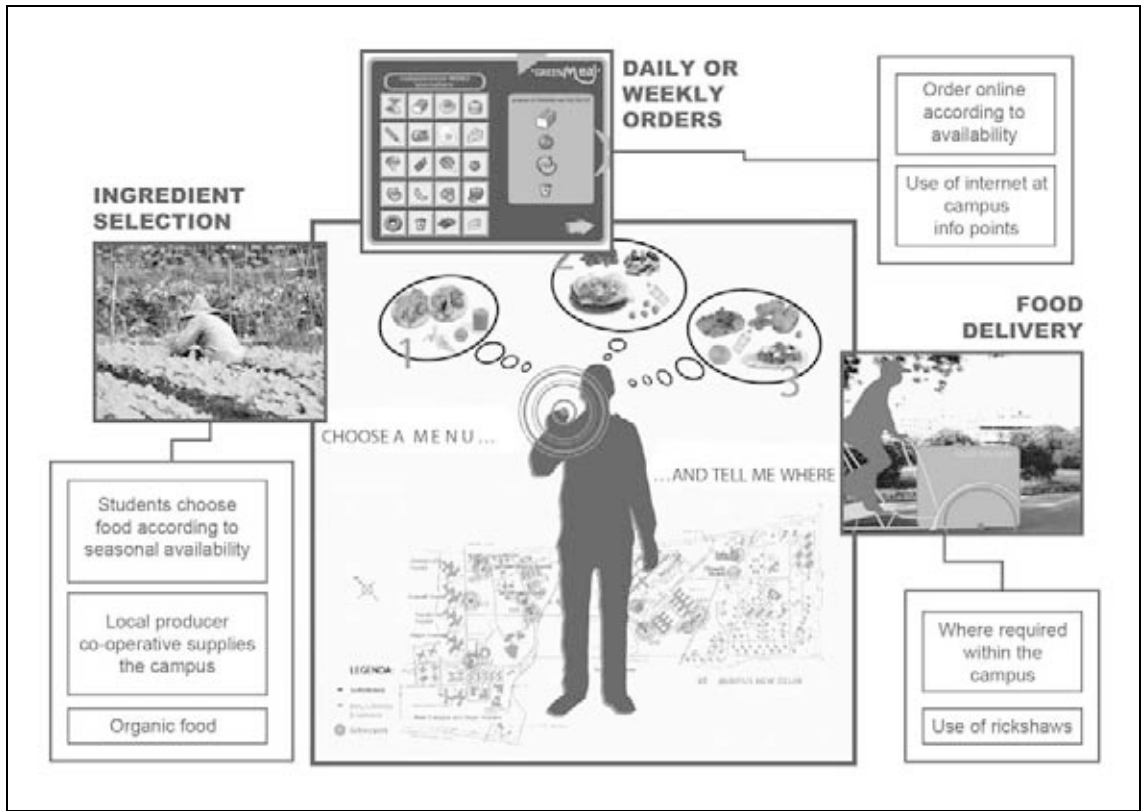 GREENMeal
DAILY OR
WEEKLY
ORDERS
Order online
according to
availability
Use of internet at
campus
info points
INGREDIENT
SELECTION
FOOD
DELIVERY
1
3
CHOOSE A MENU...
...AND TELL ME WHERE
Students choose
food according to
seasonal availability
Local producer
co-operative supplies
the campus
Organic food
LEGENDA:
Where required
within the
campus
Use of rickshaws